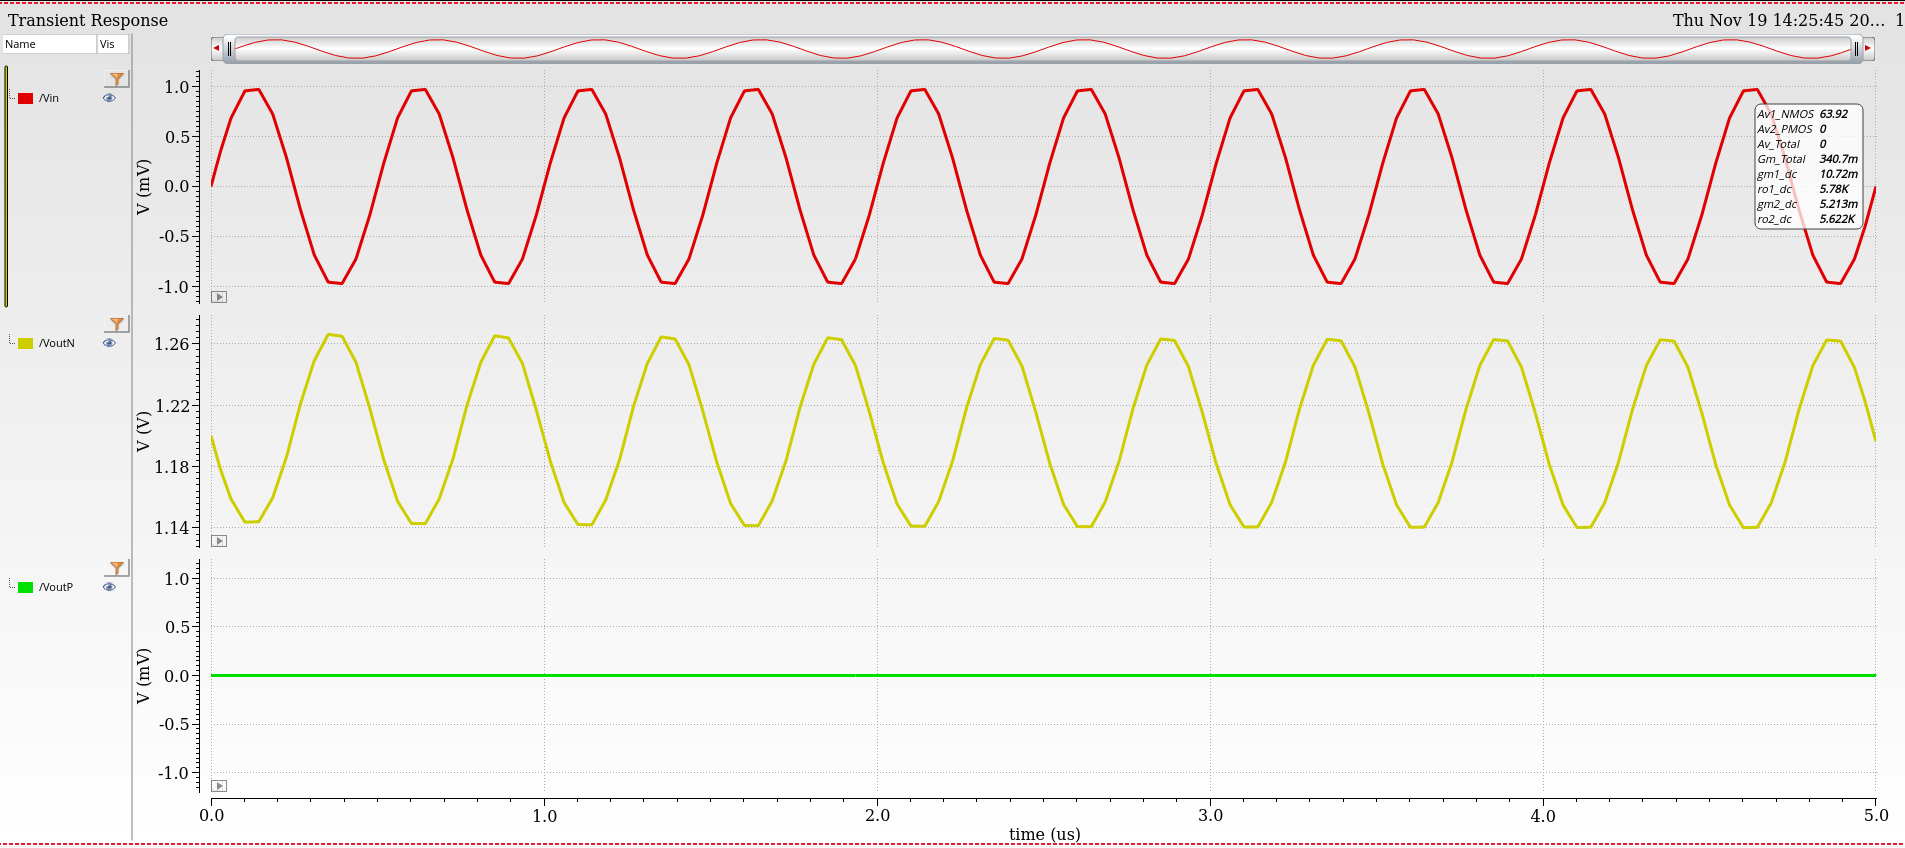 Transient Response
Thu Nov 19 14:25:45 20... 1
Name Vis
/Vin
V (mV)
1.0
0.5
0.0
-0.5
-1.0
Av1_NMOS 63.92
Av2_PMOS 0
Av_Total 0
Gm_Total 340.7m
gm1_dc 10.72m
ro1_dc 5.78K
gm2_dc 5.213m
ro2_dc 5.622K
/VoutN
V (V)
1.26
1.22
1.18
1.14
/VoutP
V (mV)
1.0
0.5
0.0
-0.5
-1.0
0.0 1.0 2.0 3.0 4.0 5.0
time (us)